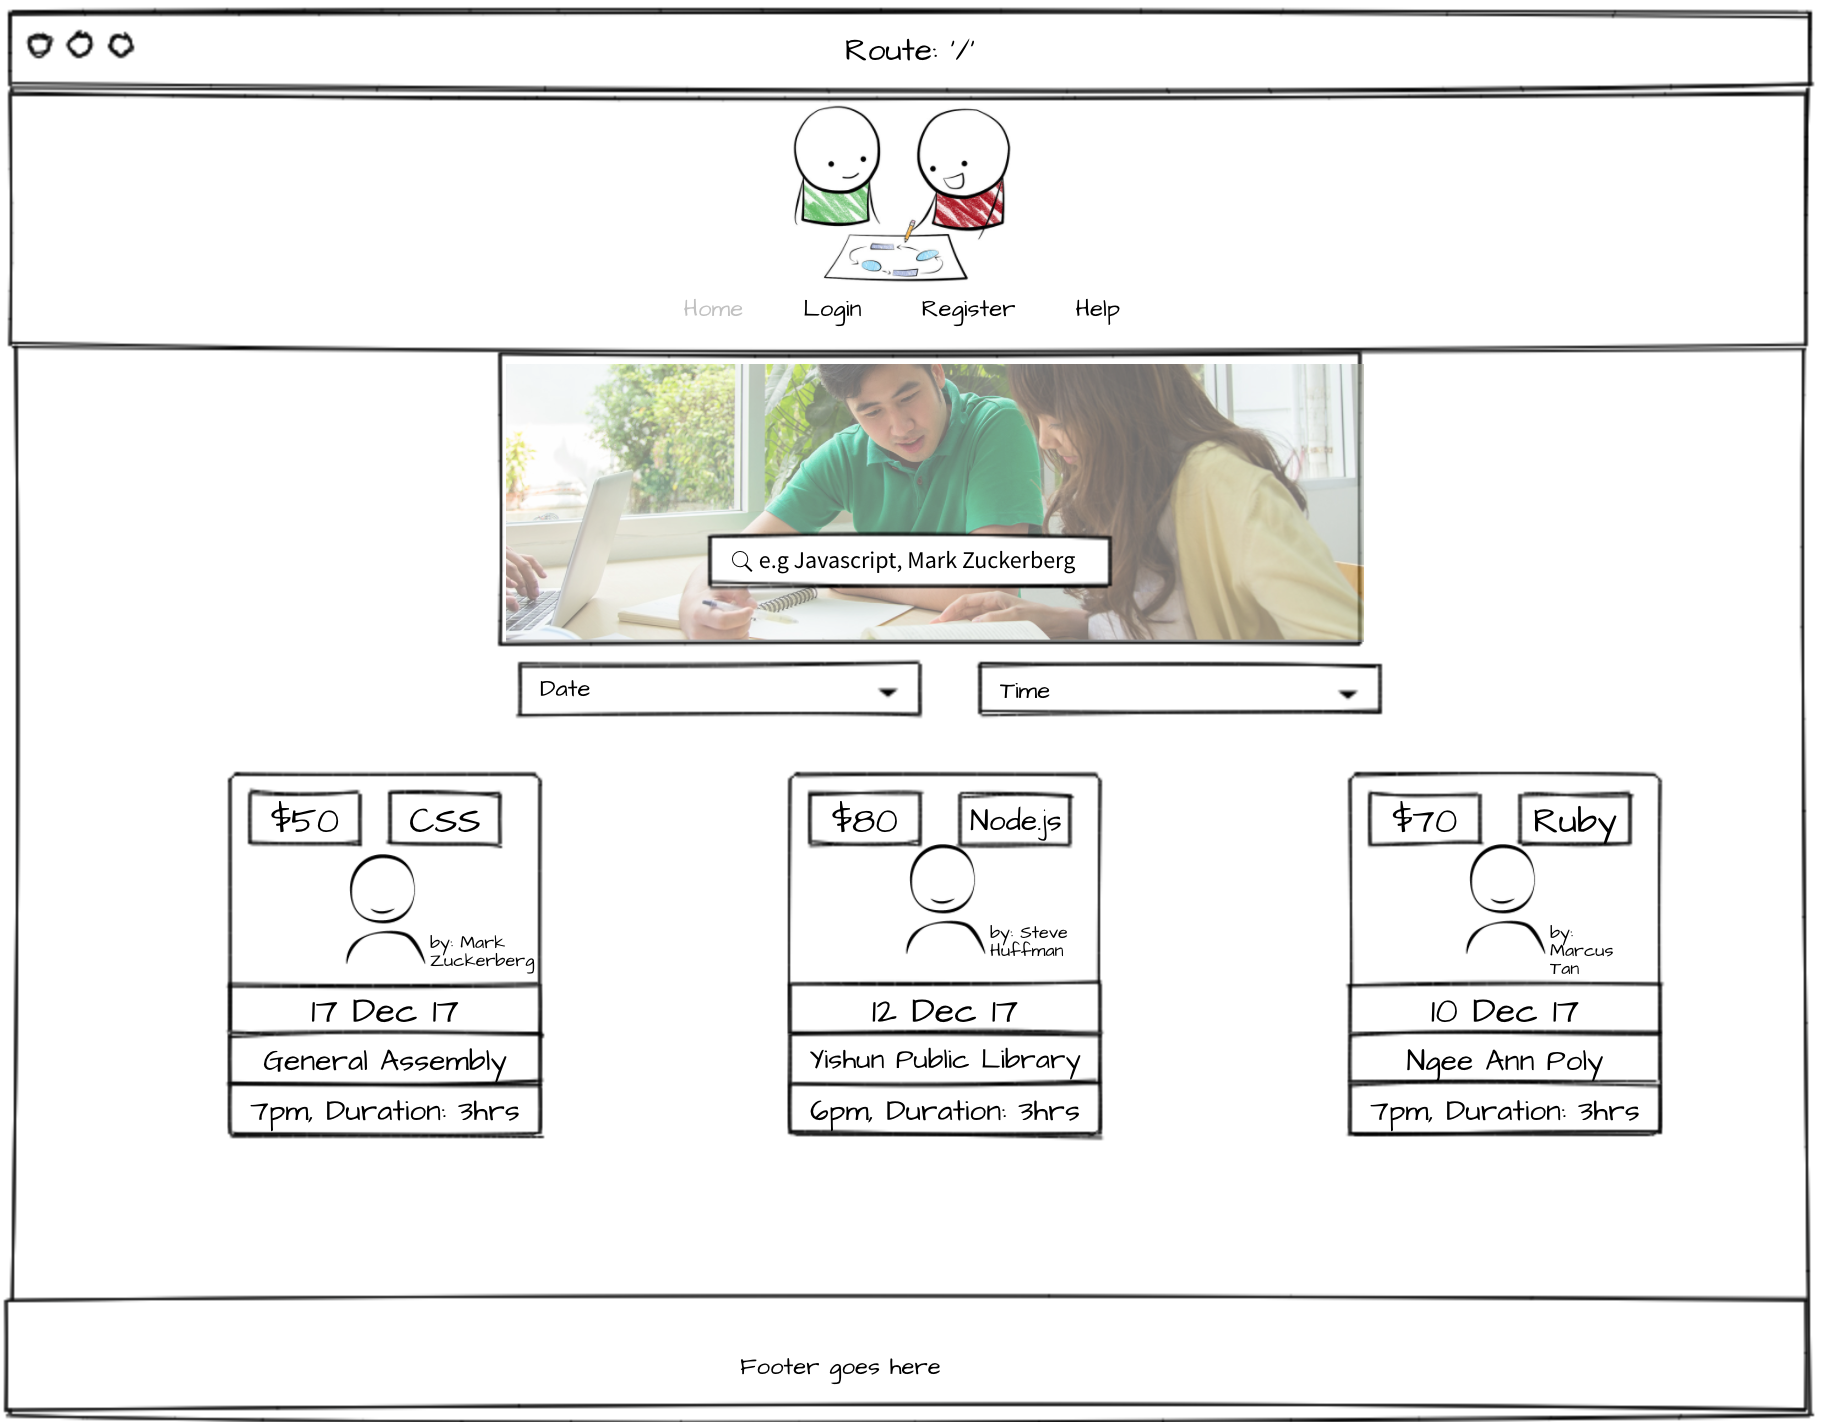 Route: '/'
Home Login Register Help
e.g Javascript, Mark Zuckerberg
Date
Time
$50 CSS
by: Mark
Zuckerberg
17 Dec 17
General Assembly
7pm, Duration: 3hrs
$80 Node.js
by: Steve
Huffman
12 Dec 17
Yishun Public Library
6pm, Duration: 3hrs
$70 Ruby
by:
Marcus
Tan
10 Dec 17
Ngee Ann Poly
7pm, Duration: 3hrs
Footer goes here